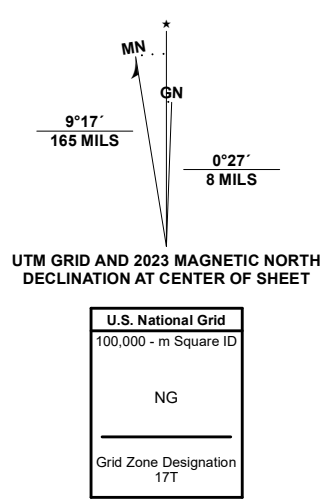 ★
MN
GN
9°17´
165 MILS
0°27´
8 MILS
UTM GRID AND 2023 MAGNETIC NORTH
DECLINATION AT CENTER OF SHEET
U.S. National Grid
100,000 - m Square ID
NG
Grid Zone Designation
17T